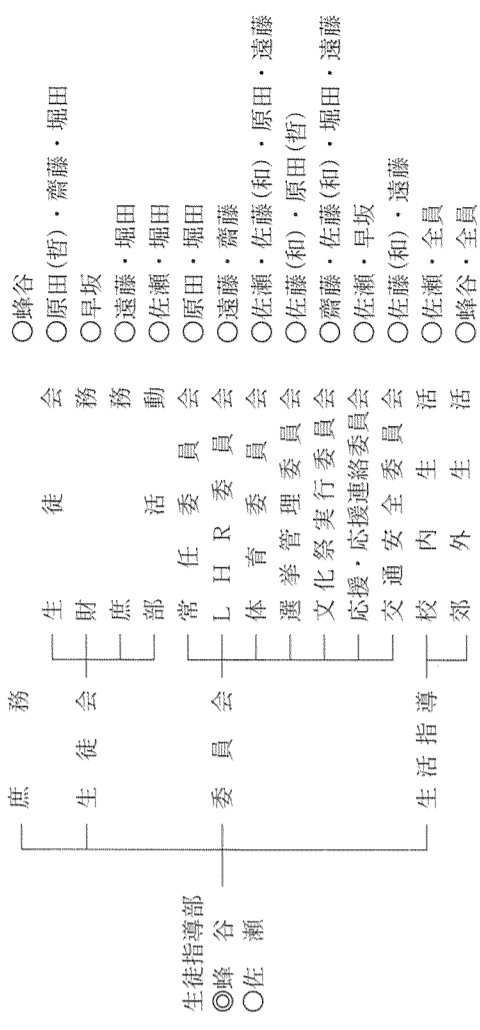 生徒指導部
◎蜂谷
○佐瀬
庶務 ○蜂谷
生徒会
生徒会 ○原田(哲)・齋藤・堀田
財務 ○早坂
庶務 ○遠藤・堀田
部活動 ○佐瀬・堀田
委員会
常任委員会 ○原田・堀田
LHR委員会 ○遠藤・齋藤
体育委員会 ○佐瀬・佐藤(和)・原田・遠藤
選挙管理委員会 ○佐藤(和)・原田(哲)
文化祭実行委員会 ○齋藤・佐藤(和)・堀田・遠藤
応援・応援連絡委員会 ○佐瀬・早坂
交通安全委員会 ○佐藤(和)・遠藤
生活指導
校内生活 ○佐瀬・全員
郊外生活 ○蜂谷・全員